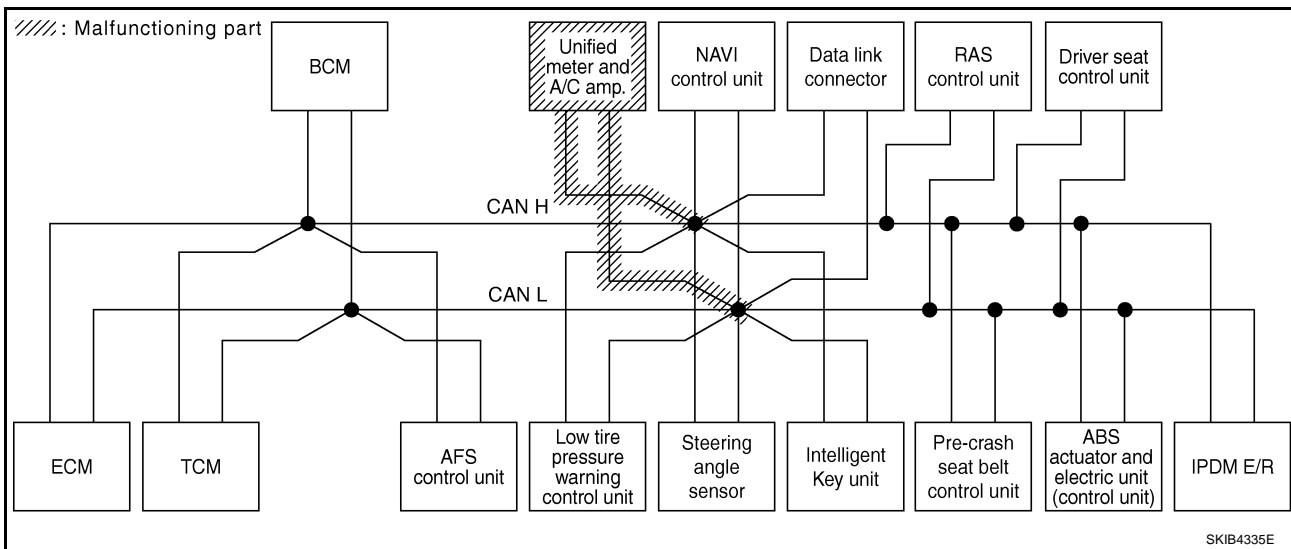 : Malfunctioning part
BCM
Unified
meter and
A/C amp.
NAVI
control unit
Data link
connector
RAS
control unit
Driver seat
control unit
CAN H
CAN L
ECM
TCM
AFS
control unit
Low tire
pressure
warning
control unit
Steering
angle
sensor
Intelligent
Key unit
Pre-crash
seat belt
control unit
ABS
actuator and
electric unit
(control unit)
IPDM E/R
SKIB4335E